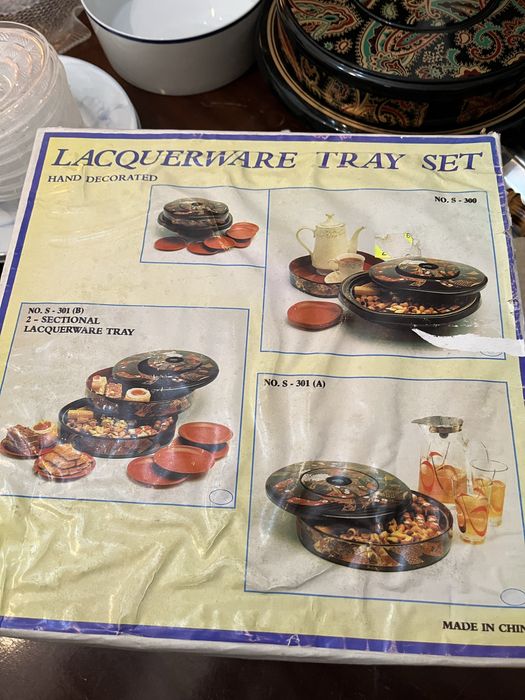 LACQUERWARE TRAY SET
HAND DECORATED
NO. S - 300
NO. S - 301 (B)
2 - SECTIONAL
LACQUERWARE TRAY
NO. S - 301 (A)
MADE IN CHIN